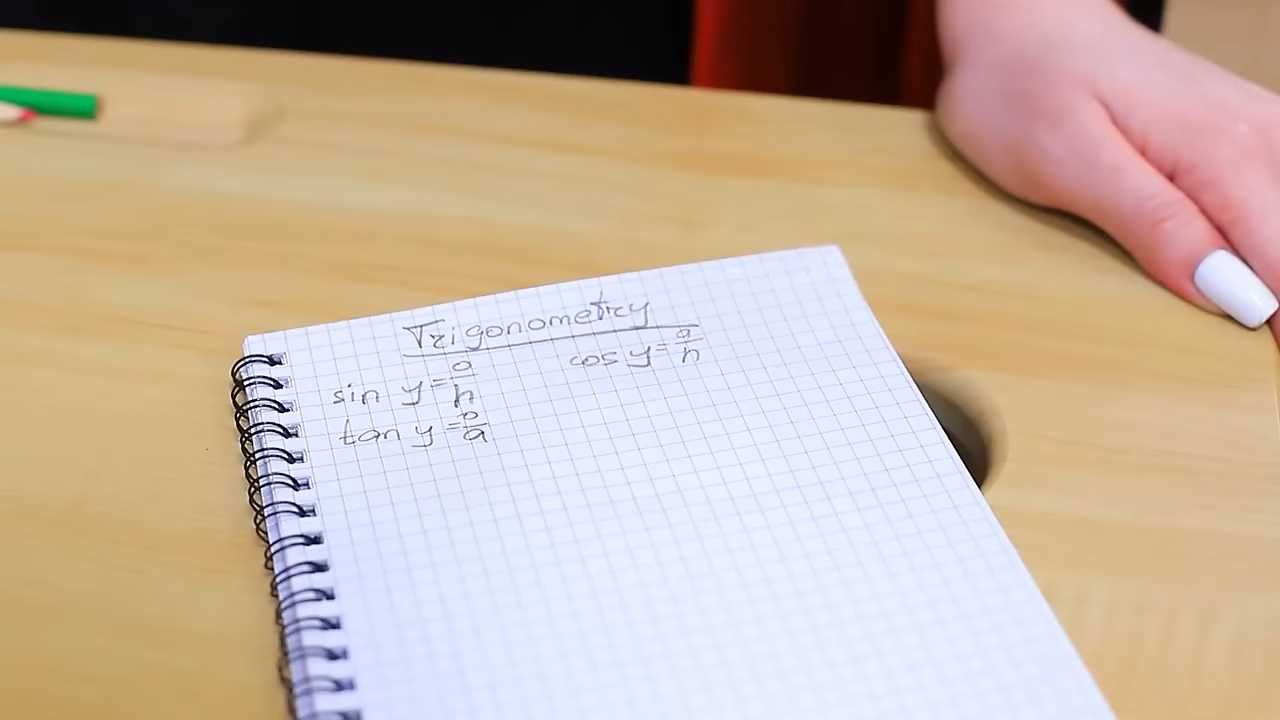 Trigonometry
sin y = o/h cos y = a/h
tan y = o/a